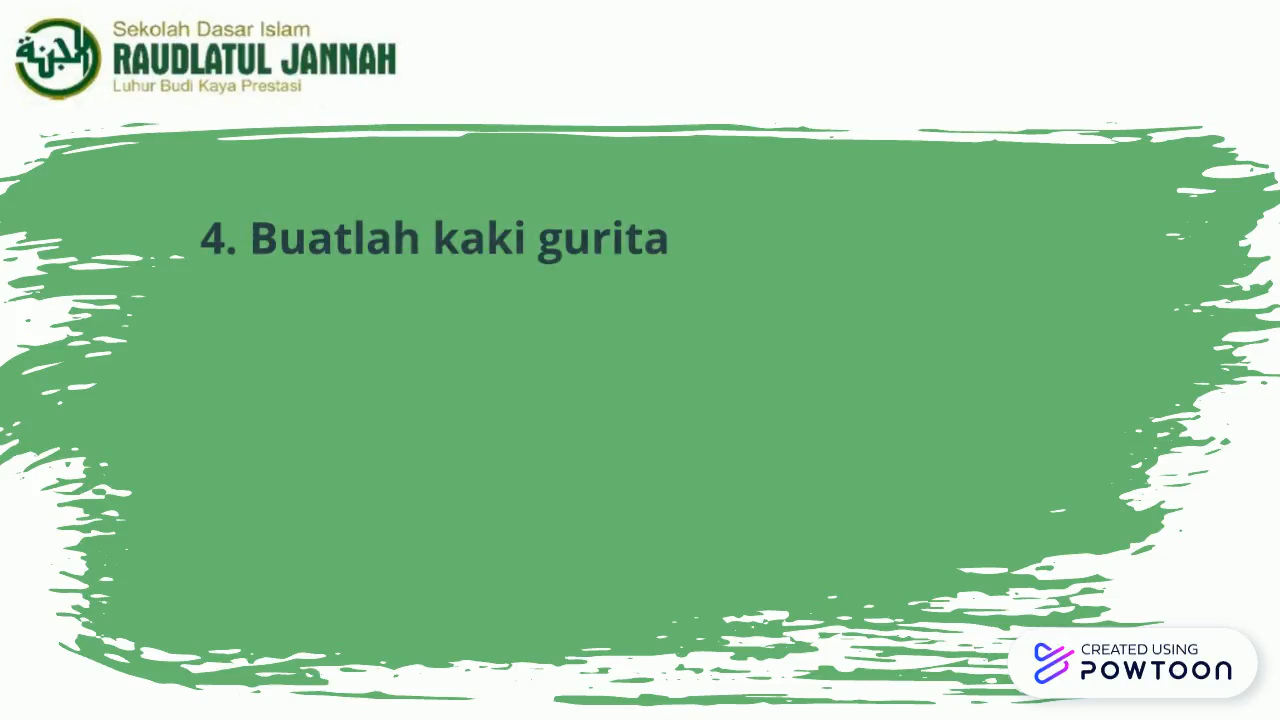 Sekolah Dasar Islam
RAUDLATUL JANNAH
Luhur Budi Kaya Prestasi
4. Buatlah kaki gurita
CREATED USING
POWTOON